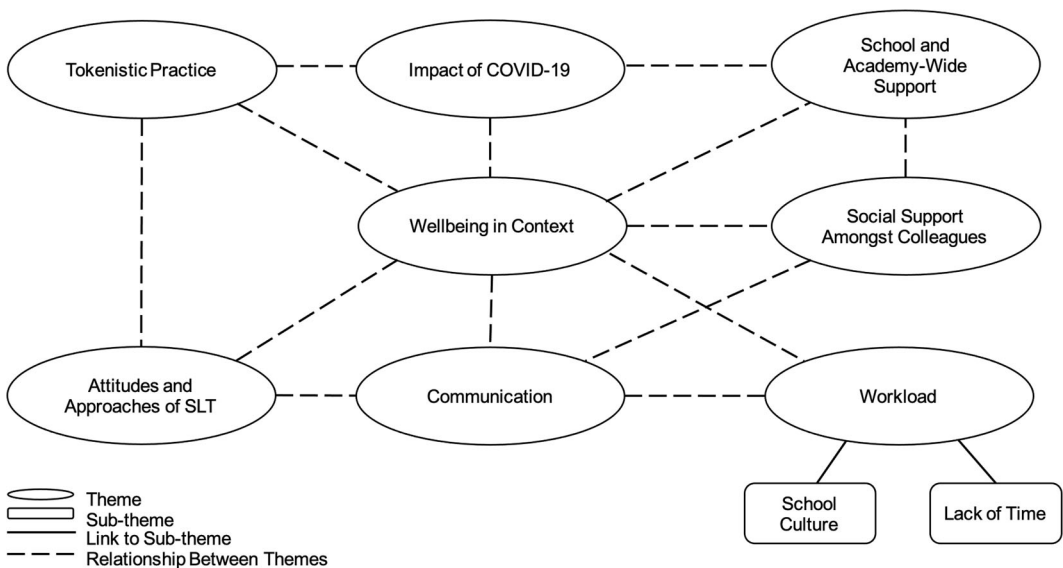 Tokenistic Practice
Impact of COVID-19
School and
Academy-Wide
Support
Wellbeing in Context
Social Support
Amongst Colleagues
Attitudes and
Approaches of SLT
Communication
Workload
School
Culture
Lack of Time
Theme
Sub-theme
Link to Sub-theme
Relationship Between Themes